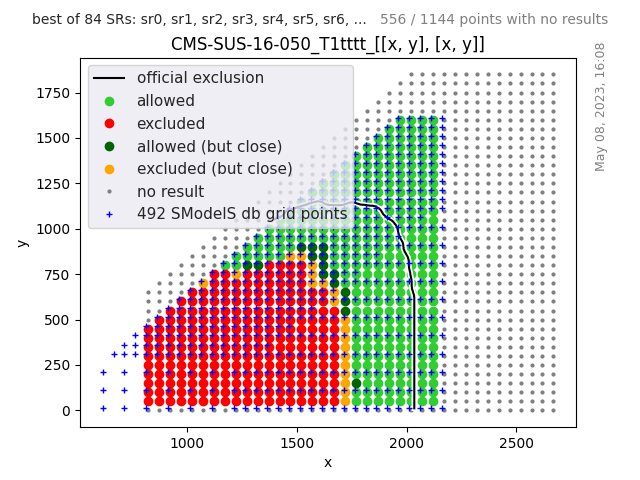 best of 84 SRs: sr0, sr1, sr2, sr3, sr4, sr5, sr6, ... 556 / 1144 points with no results
CMS-SUS-16-050_T1tttt_[[x, y], [x, y]]
May 08, 2023, 16:08
official exclusion
allowed
excluded
allowed (but close)
excluded (but close)
no result
492 SModelS db grid points
y
1750
1500
1250
1000
750
500
250
0
1000 1500 2000 2500
x